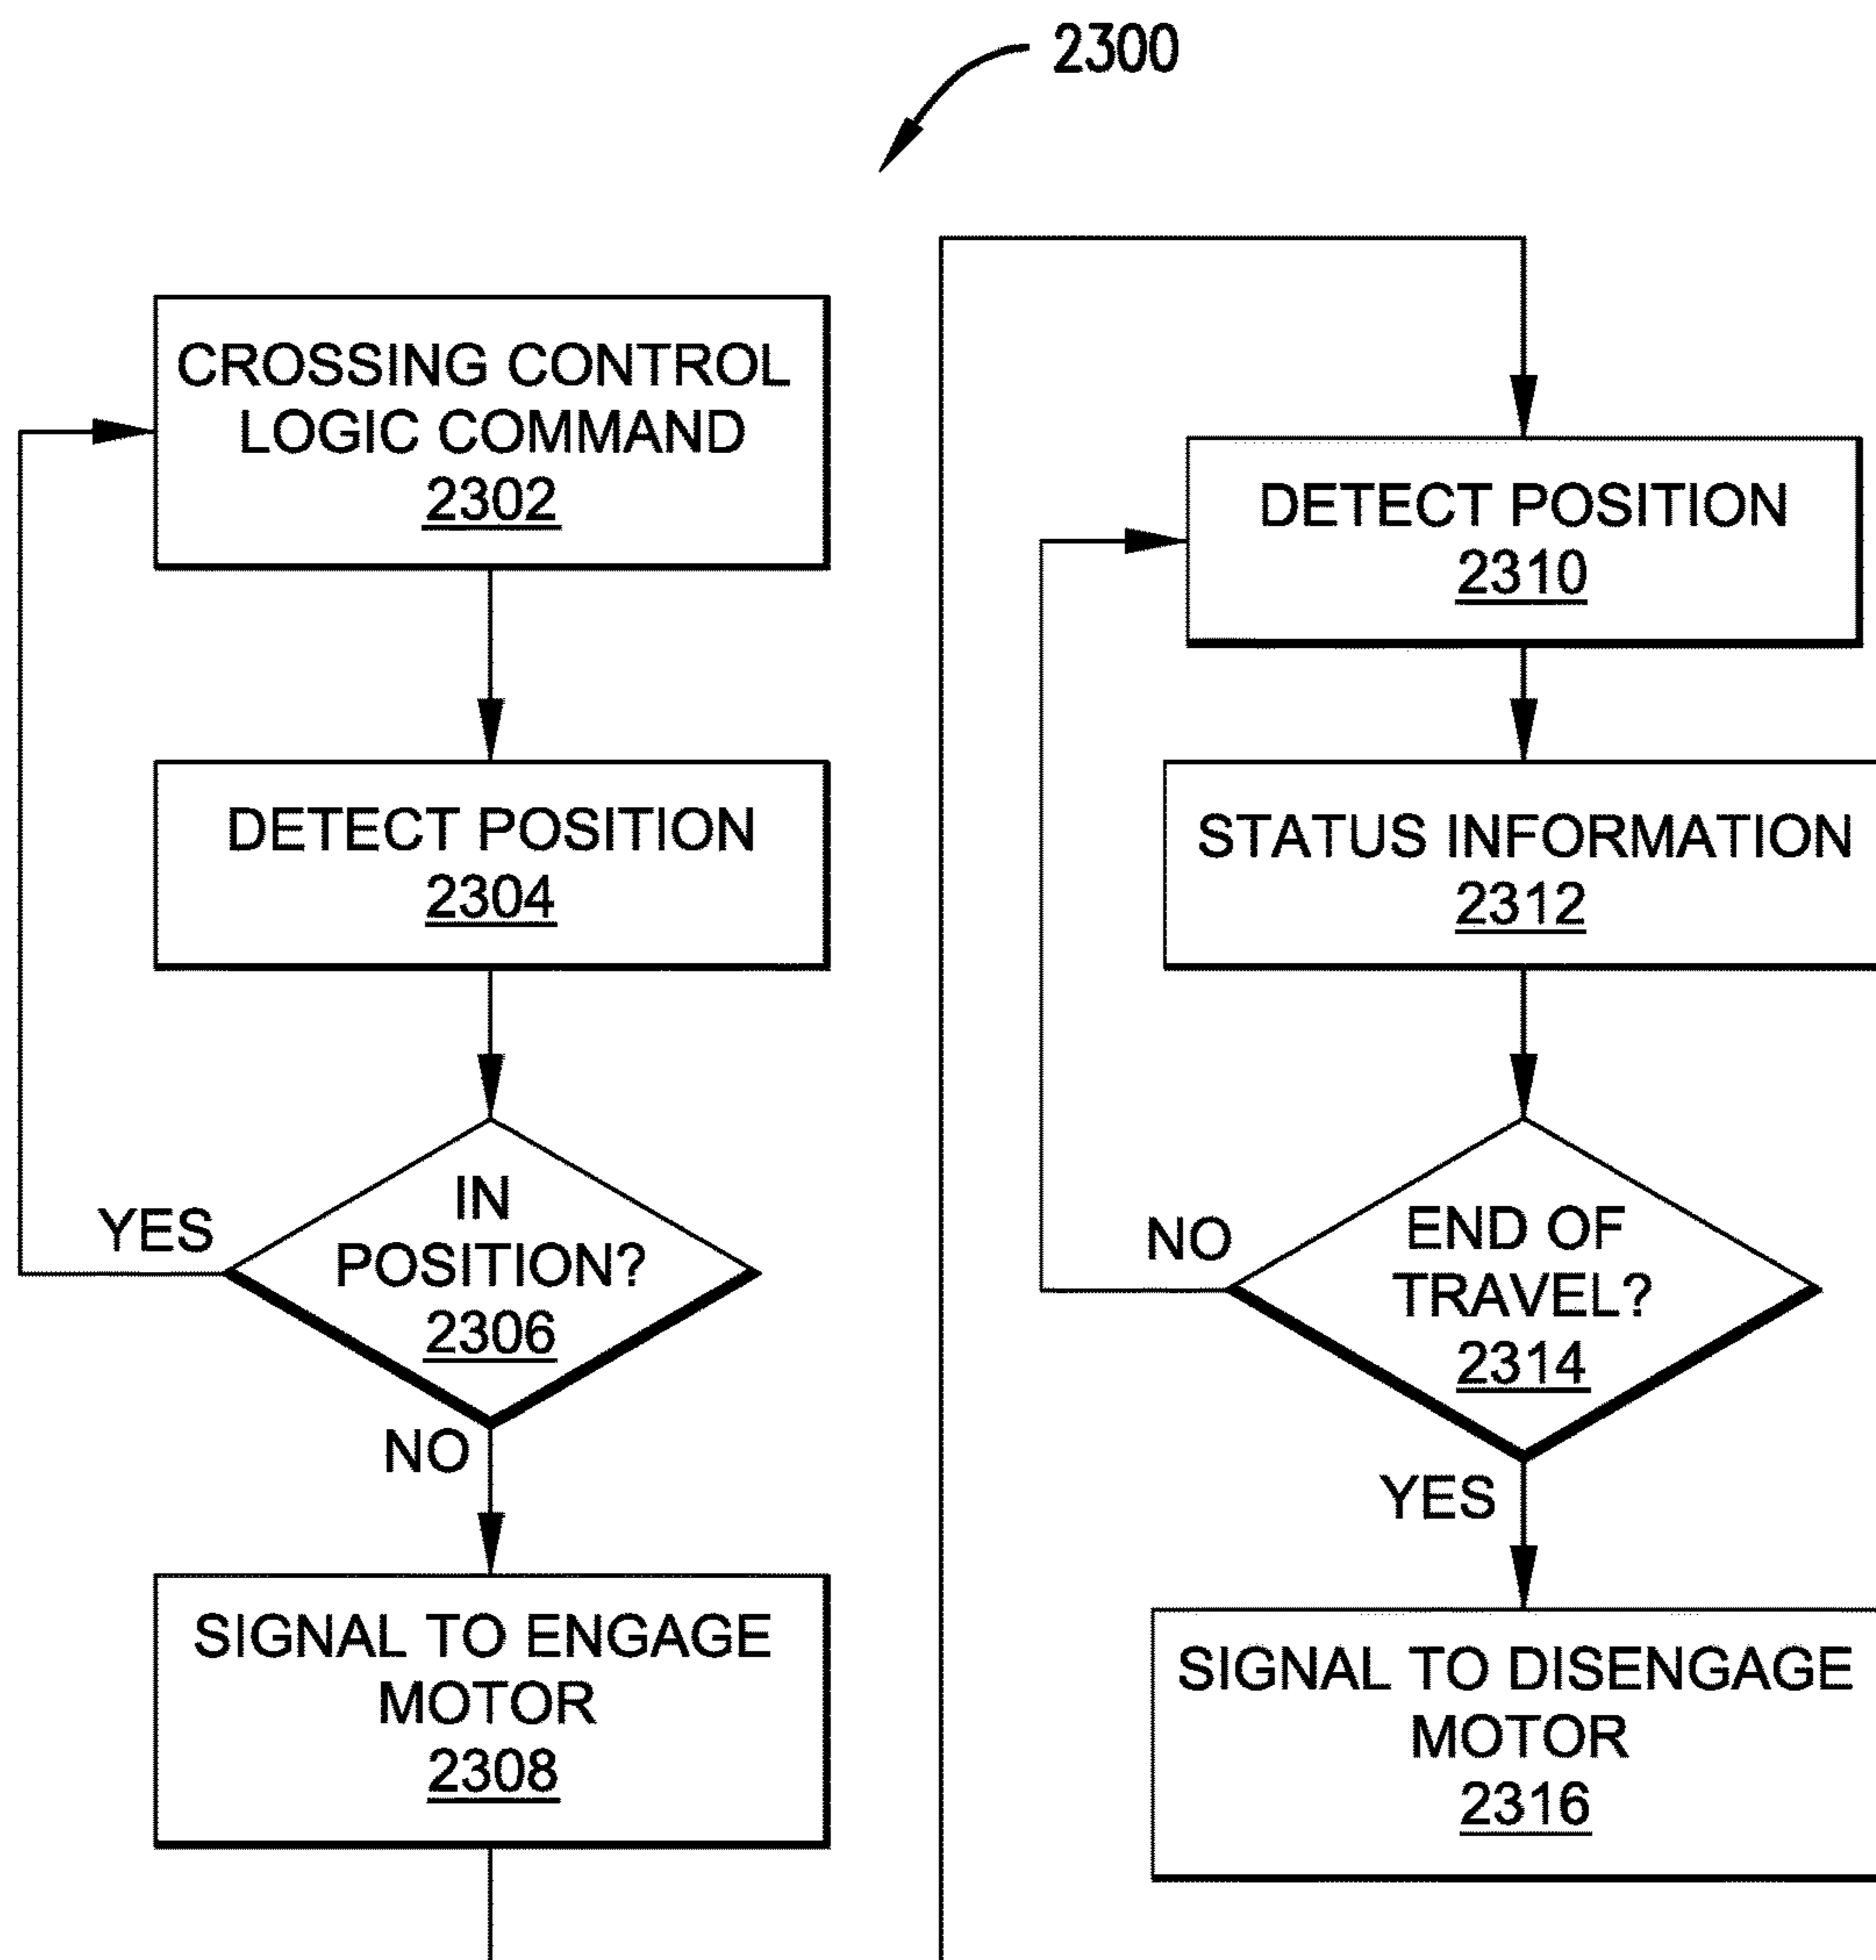 2300
CROSSING CONTROL
LOGIC COMMAND
2302
DETECT POSITION
2304
IN
POSITION?
2306
YES
NO
SIGNAL TO ENGAGE
MOTOR
2308
DETECT POSITION
2310
STATUS INFORMATION
2312
END OF
TRAVEL?
2314
NO
YES
SIGNAL TO DISENGAGE
MOTOR
2316